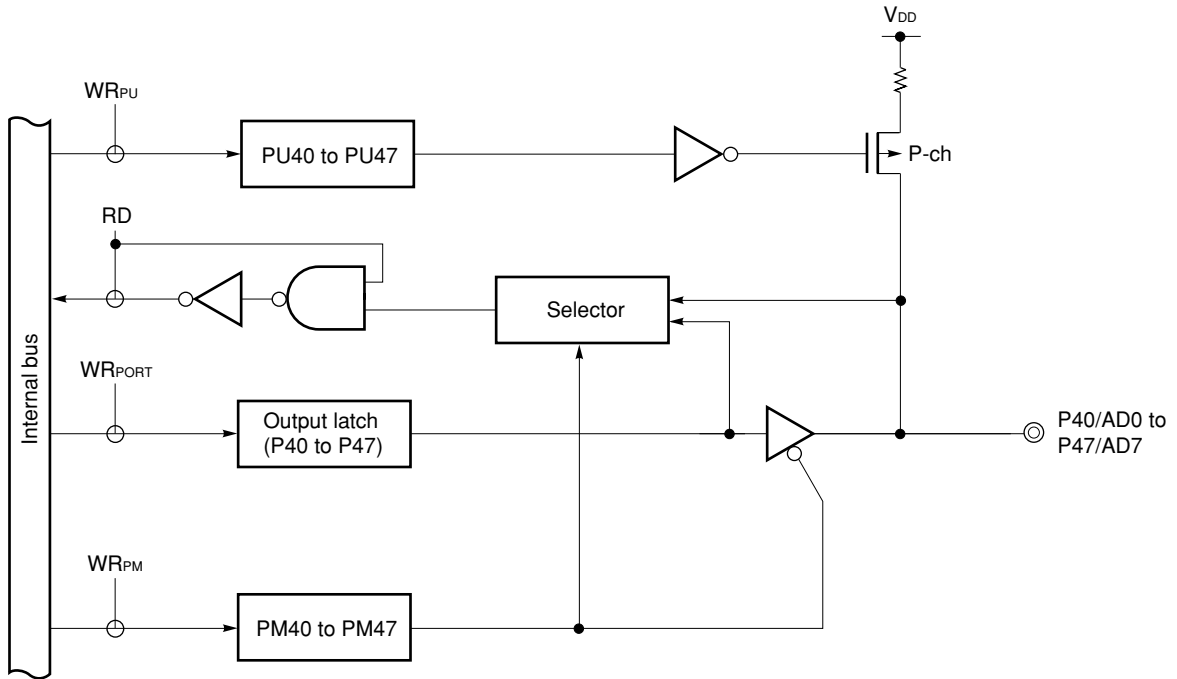 VDD
WRPU
PU40 to PU47
P-ch
RD
Selector
Internal bus
WRPORT
Output latch
(P40 to P47)
P40/AD0 to
P47/AD7
WRPM
PM40 to PM47